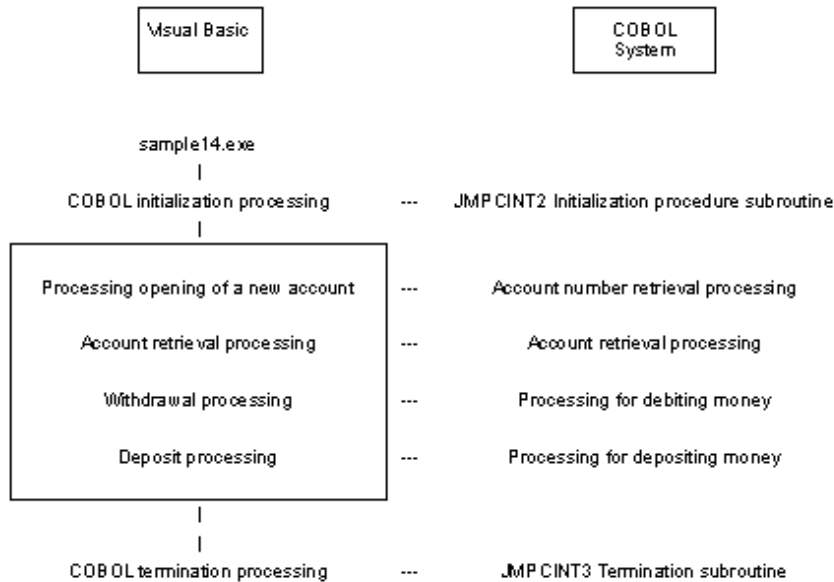 Visual Basic
COBOL
System
sample14.exe
|
COBOL initialization processing --- JMPCINT2 Initialization procedure subroutine
|
Processing opening of a new account --- Account number retrieval processing
Account retrieval processing --- Account retrieval processing
Withdrawal processing --- Processing for debiting money
Deposit processing --- Processing for depositing money
|
|
COBOL termination processing --- JMPCINT3 Termination subroutine